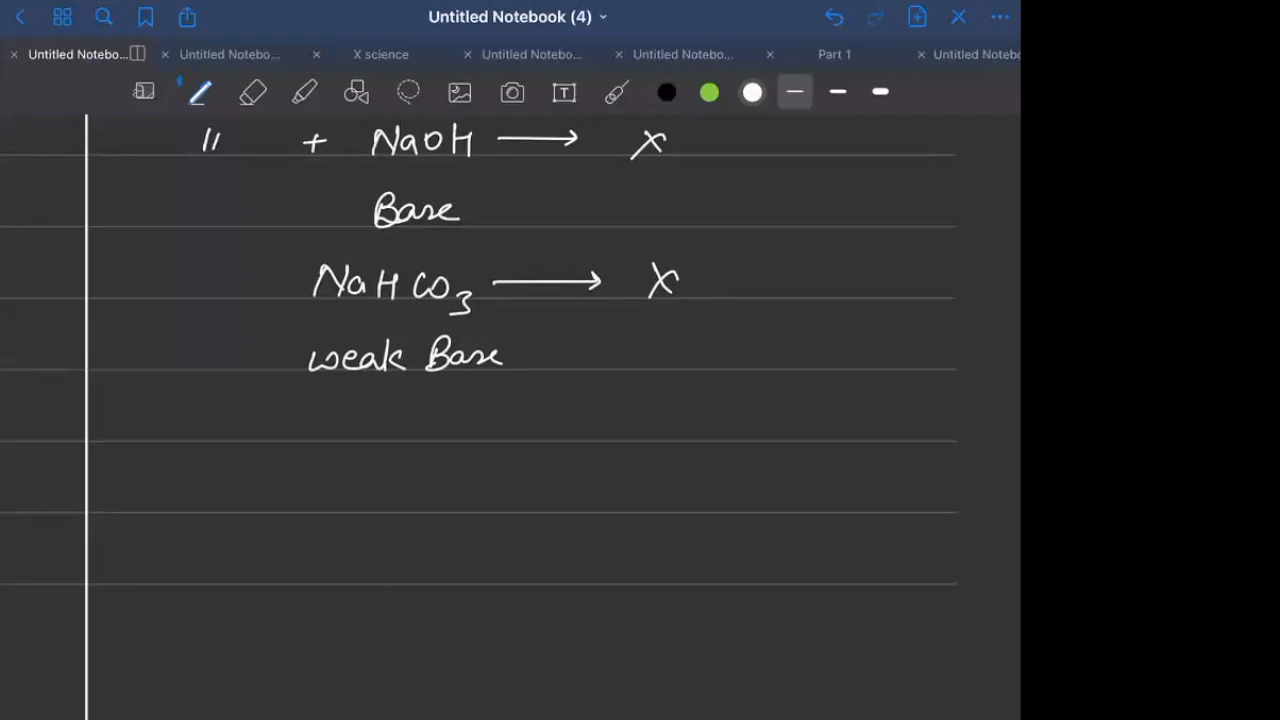 Untitled Notebook (4)
Untitled Notebo... Untitled Notebo... X science Untitled Notebo... Untitled Notebo... Part 1 Untitled Notebo
T
" + NaOH ⟶ X
Base
NaHCO3 ⟶ X
weak Base